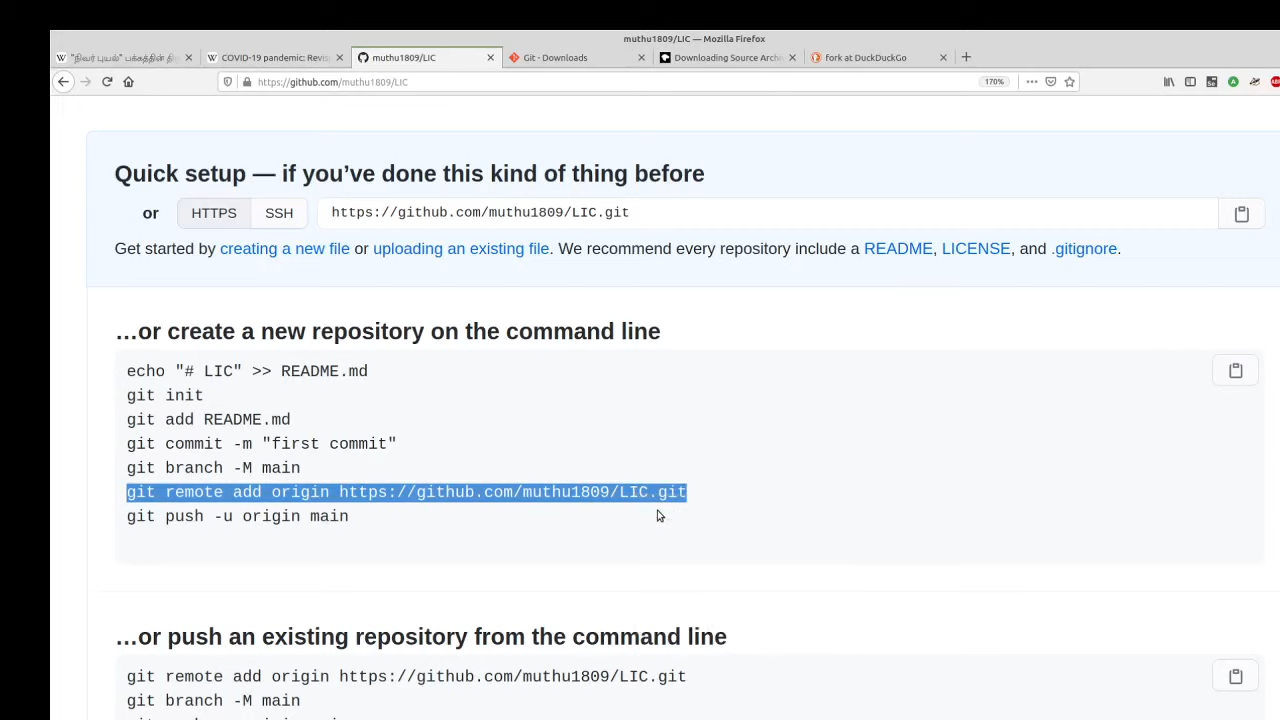 muthu1809/LIC — Mozilla Firefox
"நிவர் புயல்" பக்கத்தின் தி
COVID-19 pandemic: Revis
muthu1809/LIC
Git - Downloads
Downloading Source Archi
fork at DuckDuckGo
https://github.com/muthu1809/LIC
170%
Quick setup — if you’ve done this kind of thing before
or HTTPS SSH https://github.com/muthu1809/LIC.git
Get started by creating a new file or uploading an existing file. We recommend every repository include a README, LICENSE, and .gitignore.
…or create a new repository on the command line
echo "# LIC" >> README.md
git init
git add README.md
git commit -m "first commit"
git branch -M main
git remote add origin https://github.com/muthu1809/LIC.git
git push -u origin main
…or push an existing repository from the command line
git remote add origin https://github.com/muthu1809/LIC.git
git branch -M main